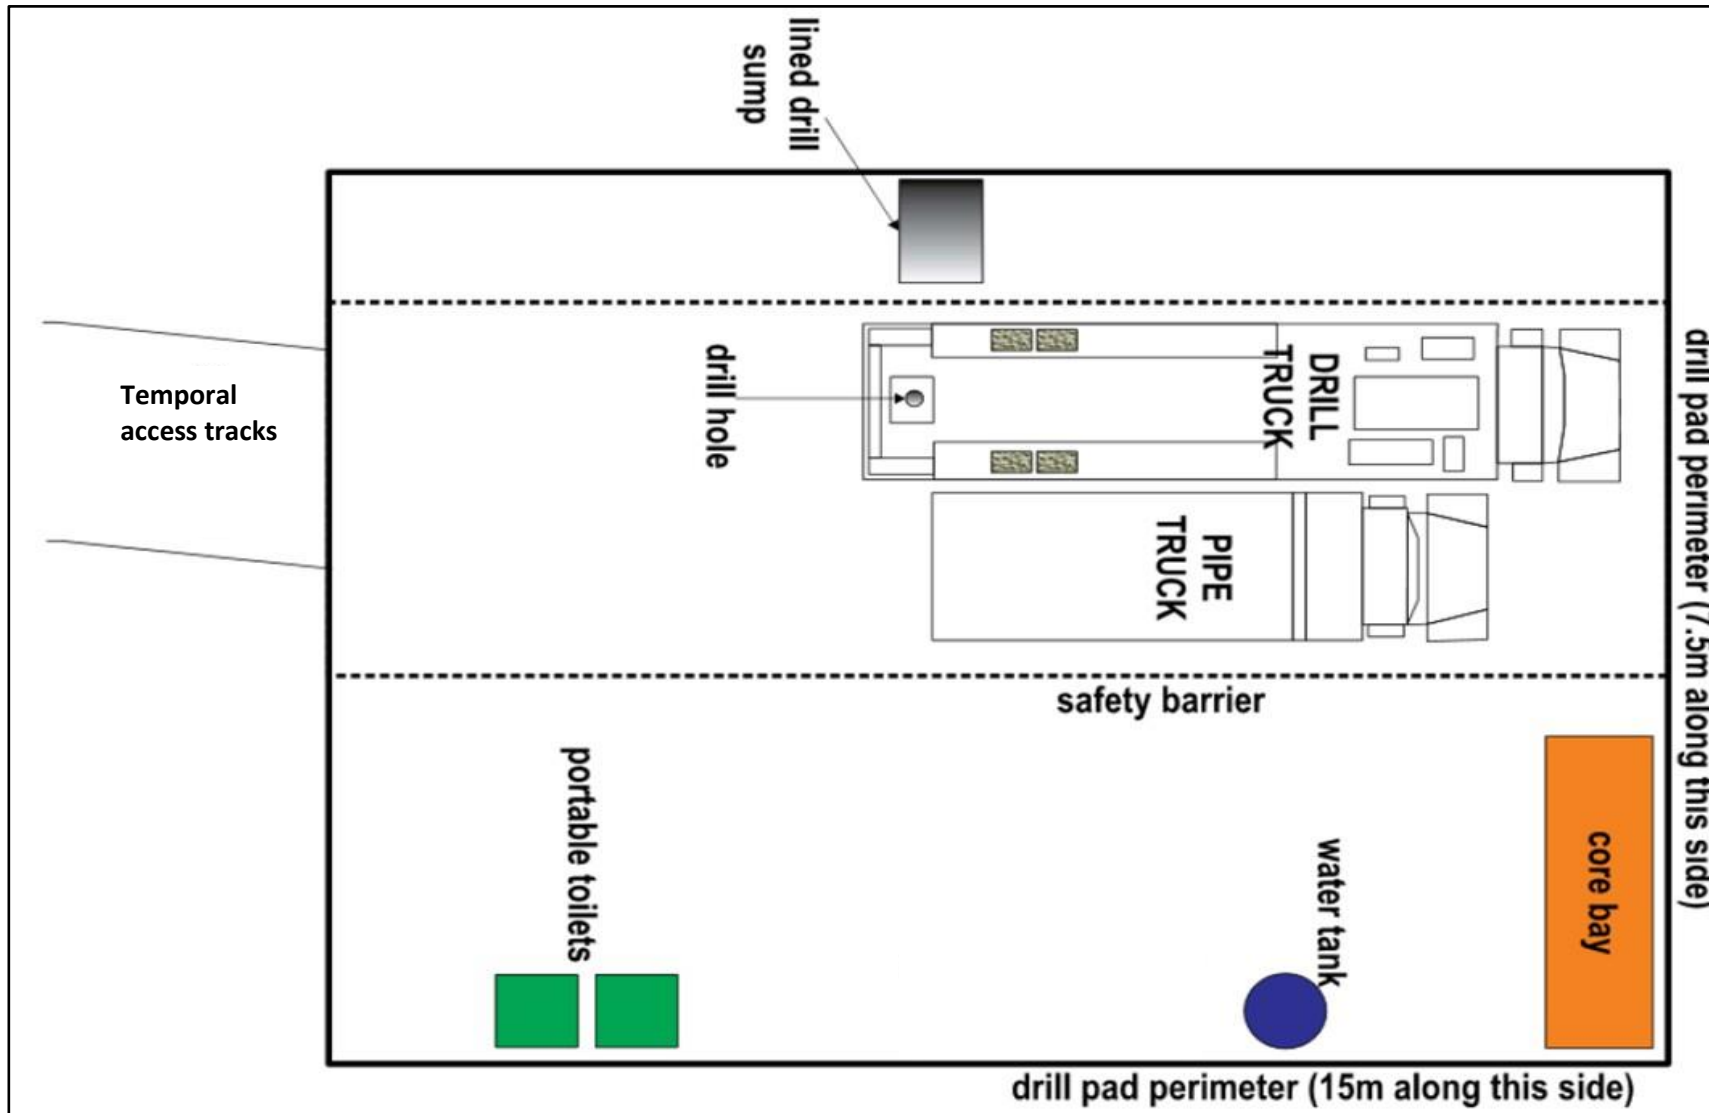 lined drill
sump
Temporal
access tracks
drill hole
DRILL
TRUCK
PIPE
TRUCK
drill pad perimeter (7.5m along this side)
safety barrier
portable toilets
water tank
core bay
drill pad perimeter (15m along this side)